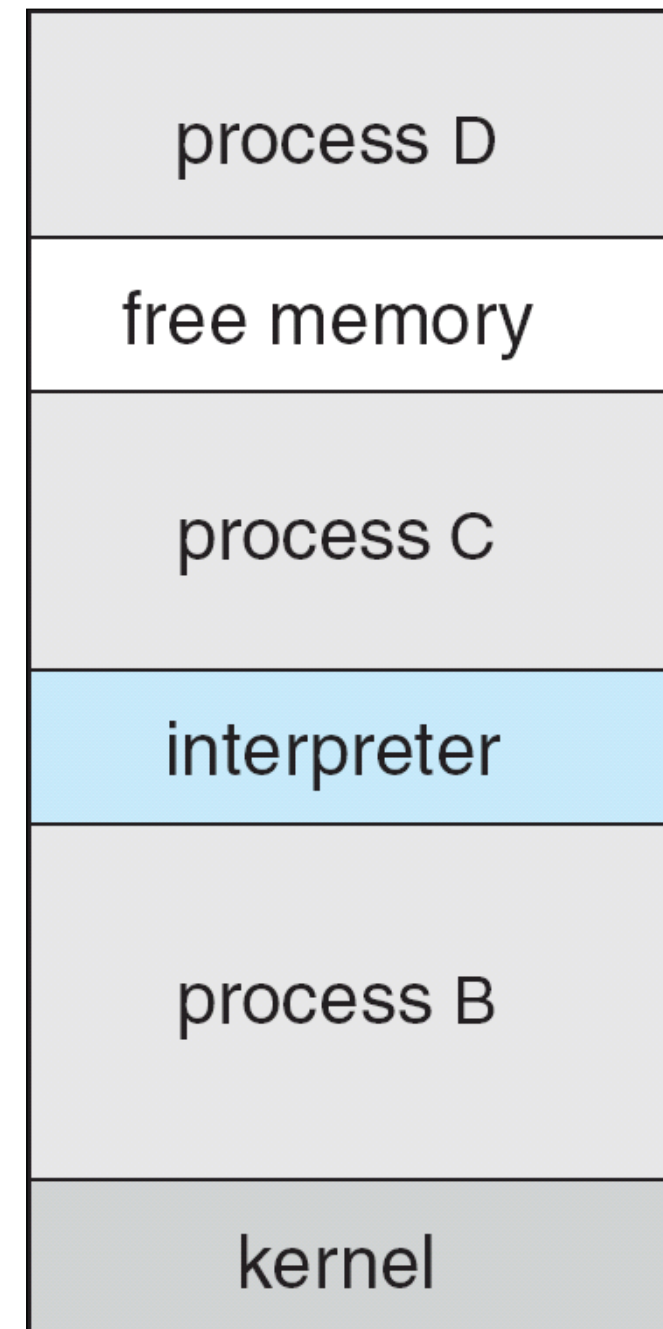 process D
free memory
process C
interpreter
process B
kernel